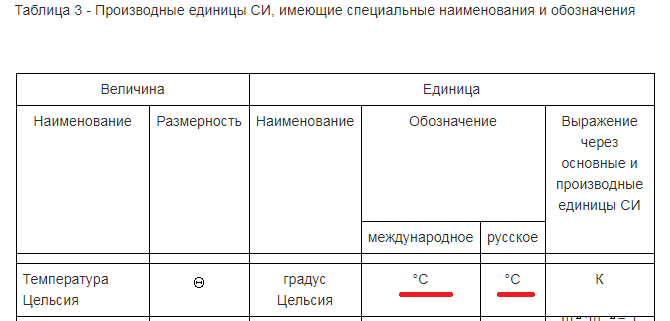 Таблица 3 - Производные единицы СИ, имеющие специальные наименования и обозначения
Величина
Единица
Наименование
Размерность
Наименование
Обозначение
Выражение
через
основные и
производные
единицы СИ
международное
русское
Температура
Цельсия
Θ
градус
Цельсия
°C
°C
К